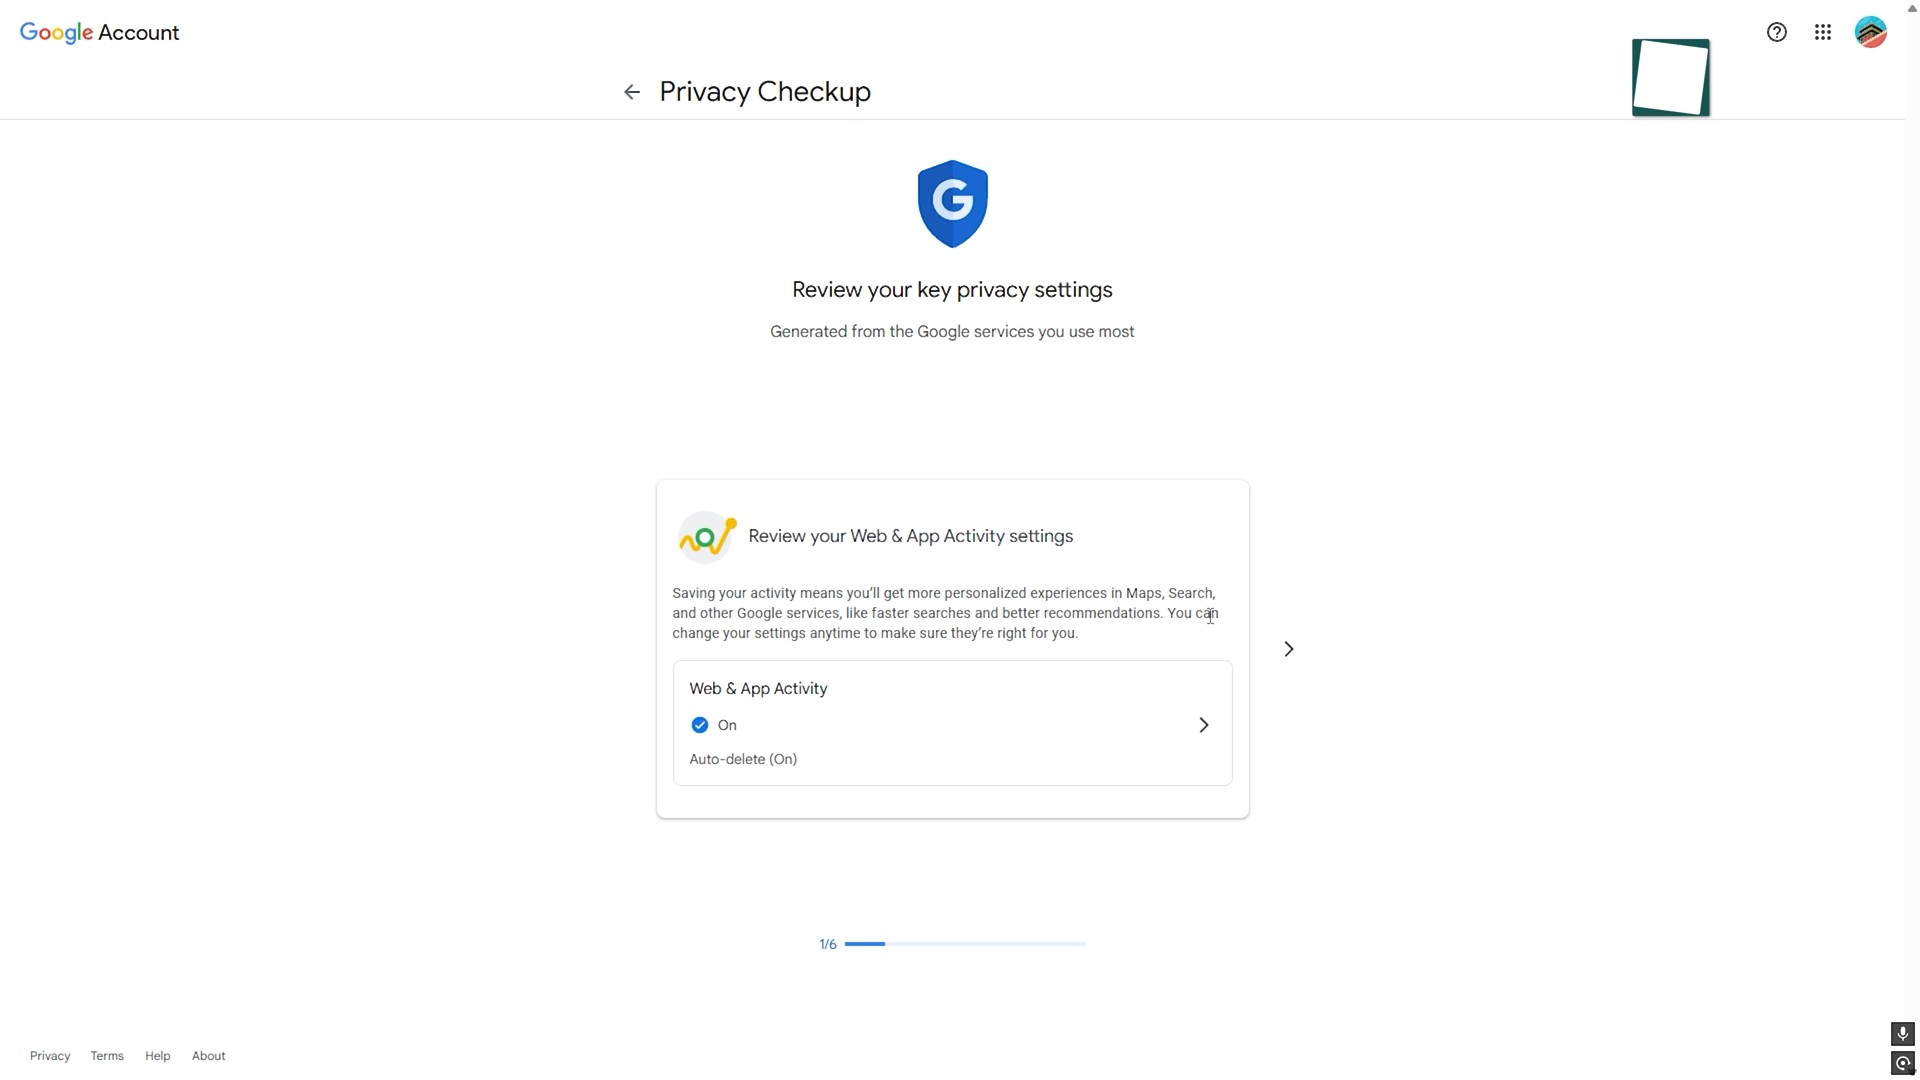 Google Account
Privacy Checkup
Review your key privacy settings
Generated from the Google services you use most
Review your Web & App Activity settings
Saving your activity means you’ll get more personalized experiences in Maps, Search,
and other Google services, like faster searches and better recommendations. You can
change your settings anytime to make sure they’re right for you.
Web & App Activity
On
Auto-delete (On)
1/6
Privacy Terms Help About